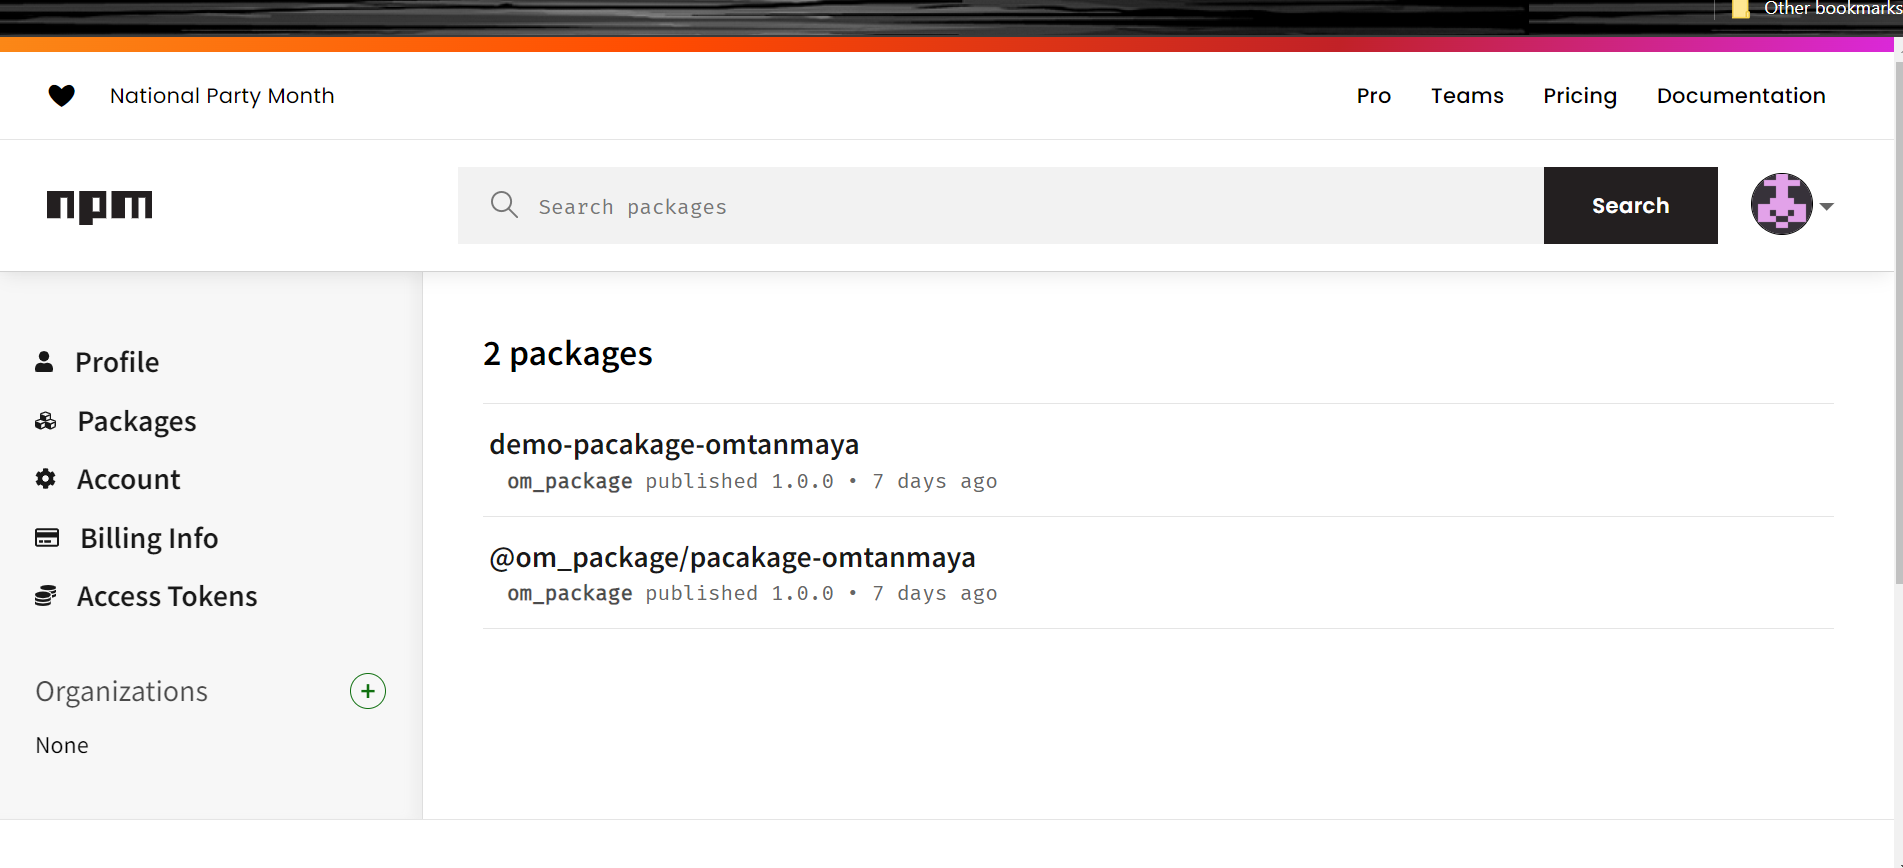 Other bookmarks
National Party Month
Pro Teams Pricing Documentation
npm
Search packages
Search
Profile
Packages
Account
Billing Info
Access Tokens
Organizations
+
None
2 packages
demo-pacakage-omtanmaya
om_package published 1.0.0 • 7 days ago
@om_package/pacakage-omtanmaya
om_package published 1.0.0 • 7 days ago